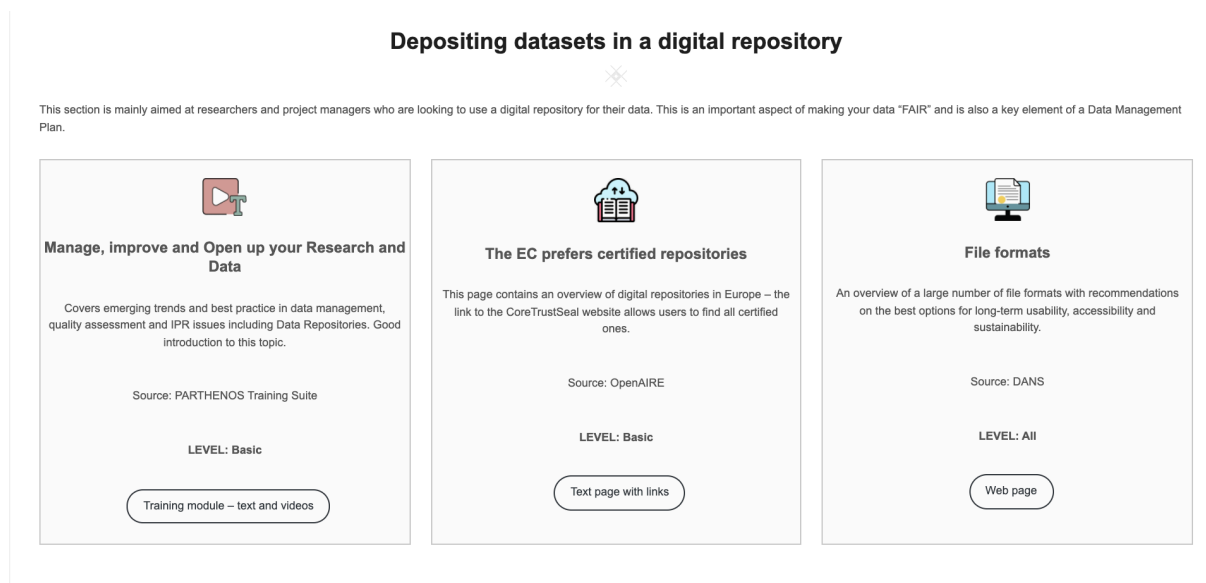 Depositing datasets in a digital repository
This section is mainly aimed at researchers and project managers who are looking to use a digital repository for their data. This is an important aspect of making your data “FAIR” and is also a key element of a Data Management
Plan.
Manage, improve and Open up your Research and
Data
Covers emerging trends and best practice in data management,
quality assessment and IPR issues including Data Repositories. Good
introduction to this topic.
Source: PARTHENOS Training Suite
LEVEL: Basic
Training module – text and videos
The EC prefers certified repositories
This page contains an overview of digital repositories in Europe – the
link to the CoreTrustSeal website allows users to find all certified
ones.
Source: OpenAIRE
LEVEL: Basic
Text page with links
File formats
An overview of a large number of file formats with recommendations
on the best options for long-term usability, accessibility and
sustainability.
Source: DANS
LEVEL: All
Web page